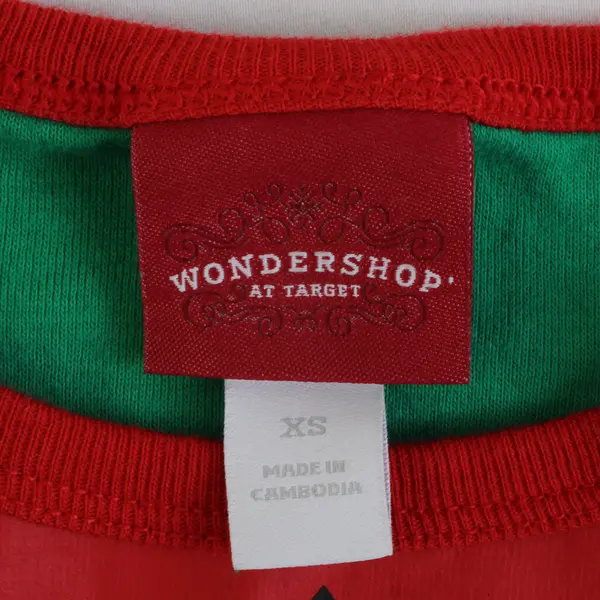 WONDERSHOP
AT TARGET
XS
MADE IN
CAMBODIA